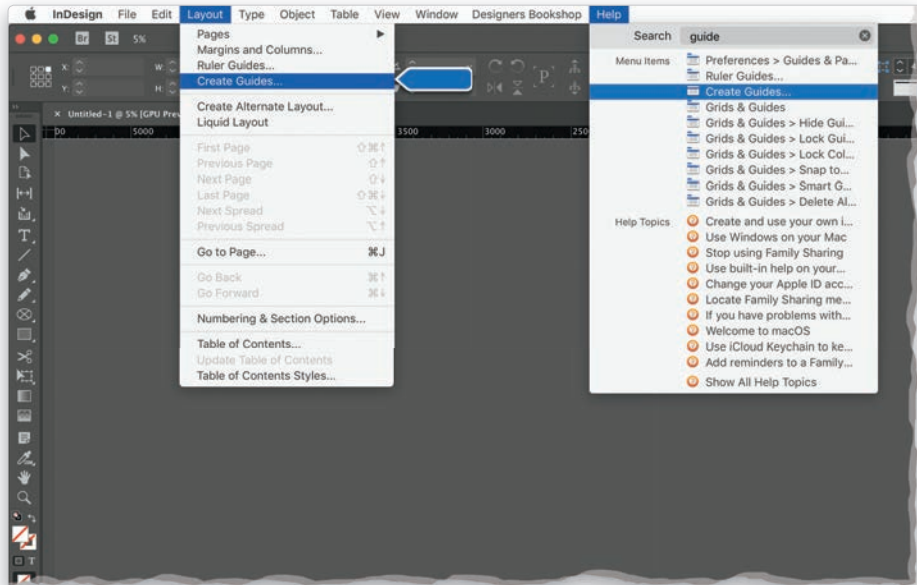 InDesign File Edit Layout Type Object Table View Window Designers Bookshop Help
Br St 5%
X: W:
Y: H:
× Untitled-1 @ 5% [GPU Prev
5000 3500 3000 250
Pages
Margins and Columns...
Ruler Guides...
Create Guides...
Create Alternate Layout...
Liquid Layout
First Page ⇧⌘↑
Previous Page ⇧↑
Next Page ⇧↓
Last Page ⇧⌘↓
Next Spread ⌥↓
Previous Spread ⌥↑
Go to Page... ⌘J
Go Back ⌘↑
Go Forward ⌘↓
Numbering & Section Options...
Table of Contents...
Update Table of Contents
Table of Contents Styles...
Search guide
Menu Items Preferences > Guides & Pa...
Ruler Guides...
Create Guides...
Grids & Guides
Grids & Guides > Hide Gui...
Grids & Guides > Lock Gui...
Grids & Guides > Lock Col...
Grids & Guides > Snap to...
Grids & Guides > Smart G...
Grids & Guides > Delete Al...
Help Topics Create and use your own i...
Use Windows on your Mac
Stop using Family Sharing
Use built-in help on your...
Change your Apple ID acc...
Locate Family Sharing me...
If you have problems with...
Welcome to macOS
Use iCloud Keychain to ke...
Add reminders to a Family...
Show All Help Topics